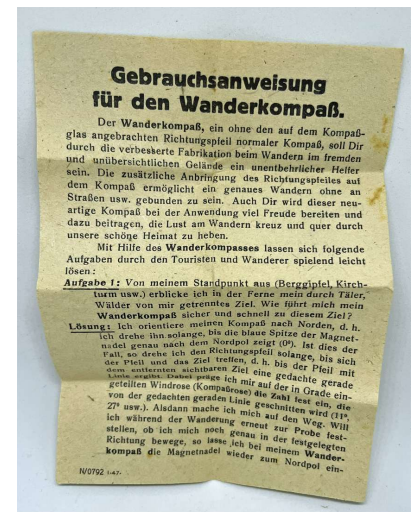 Gebrauchsanweisung
für den Wanderkompaß.
Der Wanderkompaß, ein ohne den auf dem Kompaß-
glas angebrachten Richtungspfeil normaler Kompaß, soll Dir
durch die verbesserte Fabrikation beim Wandern im fremden
und unübersichtlichen Gelände ein unentbehrlicher Helfer
sein. Die zusätzliche Anbringung des Richtungspfeiles auf
dem Kompaß ermöglicht ein genaues Wandern ohne an
Straßen usw. gebunden zu sein. Auch Dir wird dieser neu-
artige Kompaß bei der Anwendung viel Freude bereiten und
dazu beitragen, die Lust am Wandern kreuz und quer durch
unsere schöne Heimat zu heben.
Mit Hilfe des Wanderkompasses lassen sich folgende
Aufgaben durch den Touristen und Wanderer spielend leicht
lösen:
Aufgabe 1: Von meinem Standpunkt aus (Berggipfel, Kirch-
turm usw.) erblicke ich in der Ferne mein durch Täler,
Wälder von mir getrenntes Ziel. Wie führt mich mein
Wanderkompaß sicher und schnell zu diesem Ziel?
Lösung: Ich orientiere meinen Kompaß nach Norden, d. h.
ich drehe ihn solange, bis die blaue Spitze der Magnet-
nadel genau nach dem Nordpol zeigt (0°). Ist dies der
Fall, so drehe ich den Richtungspfeil solange, bis sich
der Pfeil und das Ziel treffen, d. h. bis der Pfeil mit
dem entfernten sichtbaren Ziel eine gedachte gerade
Linie ergibt. Dabei präge ich mir auf der in Grade ein-
geteilten Windrose (Kompaßrose) die Zahl fest ein, die
von der gedachten geraden Linie geschnitten wird (11°,
27° usw.). Alsdann mache ich mich auf den Weg. Will
ich während der Wanderung erneut zur Probe fest-
stellen, ob ich mich noch genau in der festgelegten
Richtung bewege, so lasse ich bei meinem Wander-
kompaß die Magnetnadel wieder zum Nordpol ein-
N/0792 1-47-